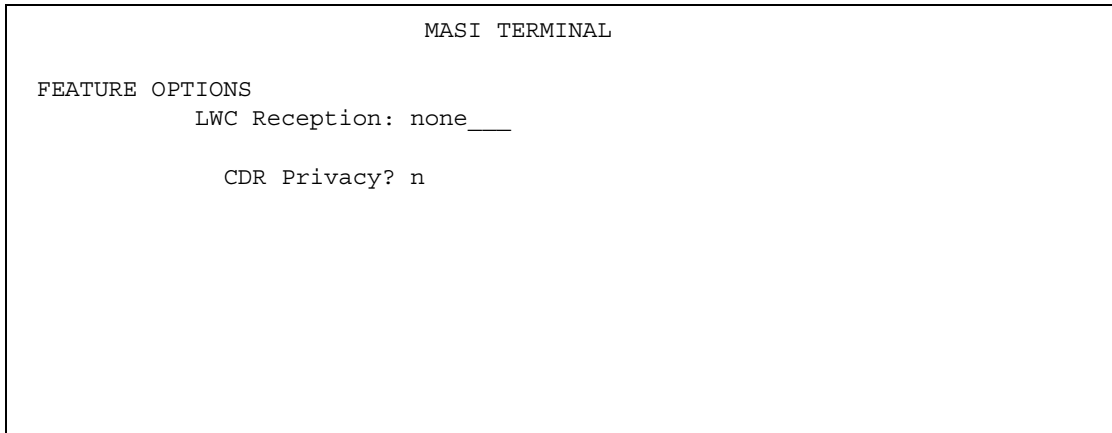 MASI TERMINAL
FEATURE OPTIONS
LWC Reception: none___
CDR Privacy? n